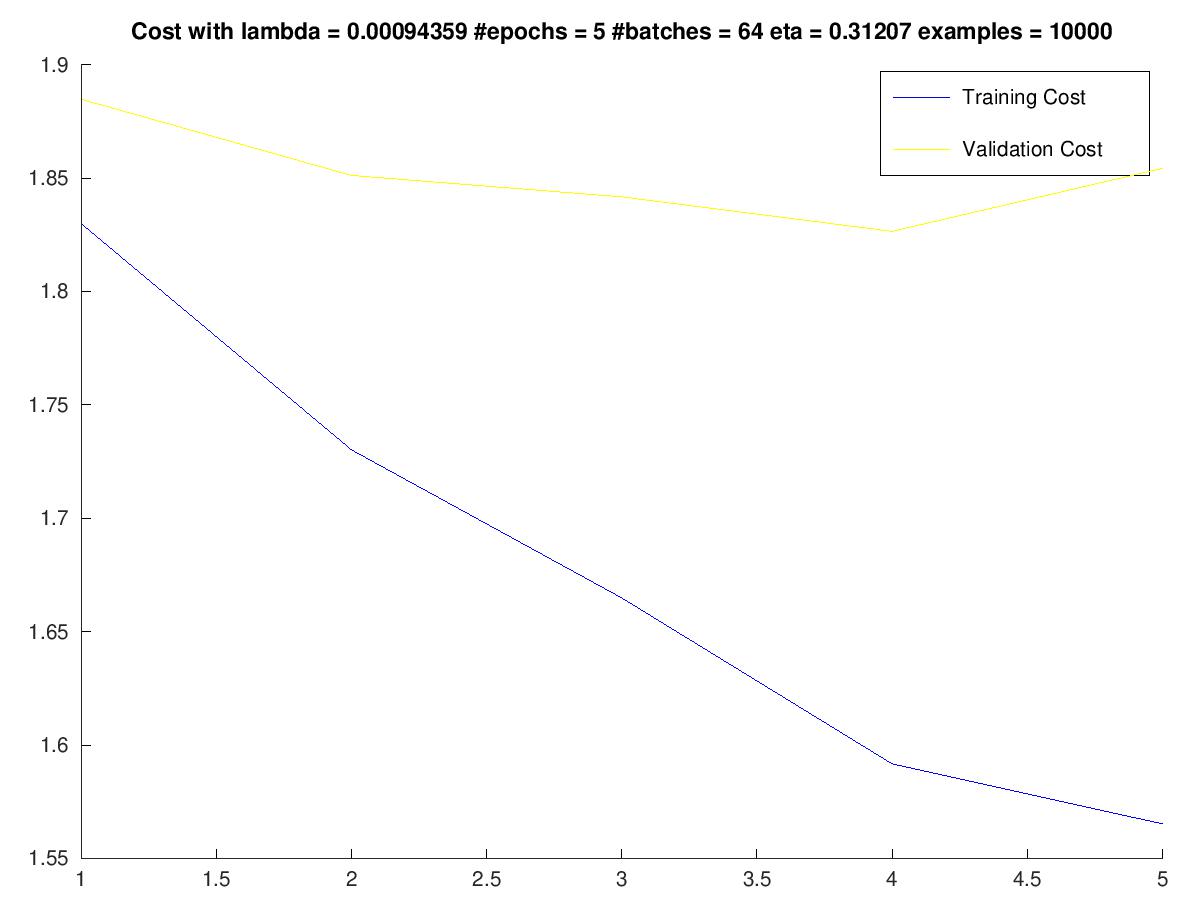 Cost with lambda = 0.00094359 #epochs = 5 #batches = 64 eta = 0.31207 examples = 10000
1.9
1.85
1.8
1.75
1.7
1.65
1.6
1.55
Training Cost
Validation Cost
1 1.5 2 2.5 3 3.5 4 4.5 5